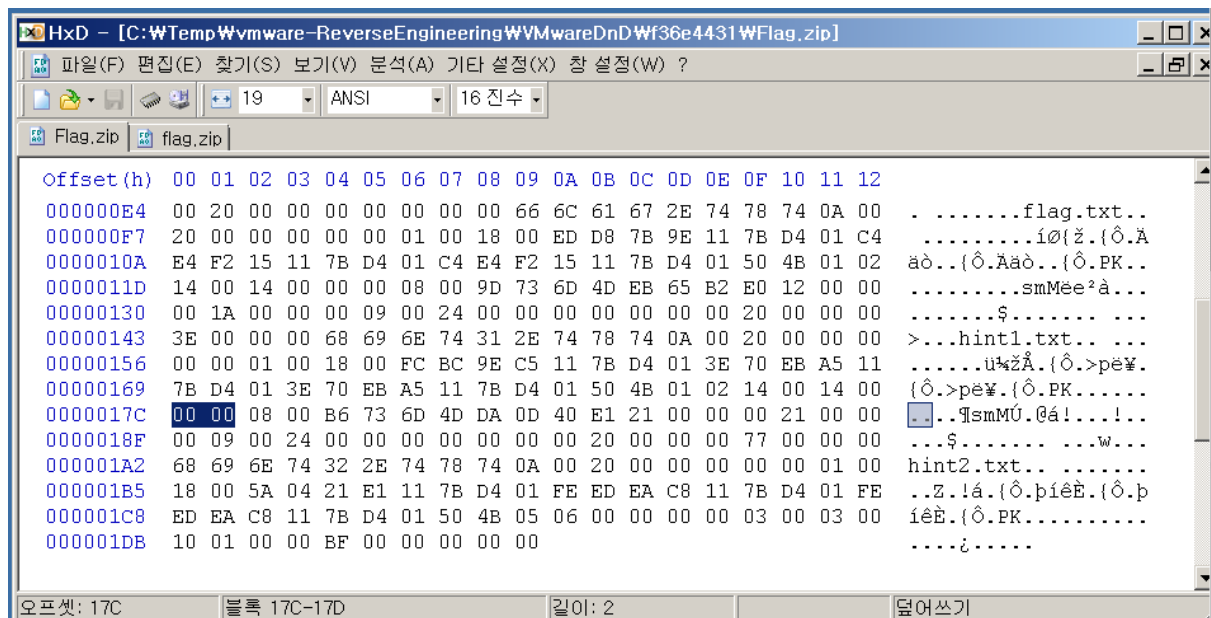 HxD - [C:₩Temp₩vmware-ReverseEngineering₩VMwareDnD₩f36e4431₩Flag.zip]
파일(F) 편집(E) 찾기(S) 보기(V) 분석(A) 기타 설정(X) 창 설정(W) ?
19 ANSI 16 진수
Flag.zip flag.zip
Offset(h) 00 01 02 03 04 05 06 07 08 09 0A 0B 0C 0D 0E 0F 10 11 12
000000E4 00 20 00 00 00 00 00 00 00 66 6C 61 67 2E 74 78 74 0A 00 . .......flag.txt..
000000F7 20 00 00 00 00 00 01 00 18 00 ED D8 7B 9E 11 7B D4 01 C4  .........íØ{ž.{Ô.Ä
0000010A E4 F2 15 11 7B D4 01 C4 E4 F2 15 11 7B D4 01 50 4B 01 02 äò..{Ô.Ääò..{Ô.PK..
0000011D 14 00 14 00 00 00 08 00 9D 73 6D 4D EB 65 B2 E0 12 00 00 .........smMëe²à...
00000130 00 1A 00 00 00 09 00 24 00 00 00 00 00 00 00 20 00 00 00 .......$....... ...
00000143 3E 00 00 00 68 69 6E 74 31 2E 74 78 74 0A 00 20 00 00 00 >...hint1.txt.. ...
00000156 00 00 01 00 18 00 FC BC 9E C5 11 7B D4 01 3E 70 EB A5 11 ......ü¼žÅ.{Ô.>pë¥.
00000169 7B D4 01 3E 70 EB A5 11 7B D4 01 50 4B 01 02 14 00 14 00 {Ô.>pë¥.{Ô.PK......
0000017C 00 00 08 00 B6 73 6D 4D DA 0D 40 E1 21 00 00 00 21 00 00 ....¶smMÚ.@á!...!..
0000018F 00 09 00 24 00 00 00 00 00 00 00 20 00 00 00 77 00 00 00 ...$....... ...w...
000001A2 68 69 6E 74 32 2E 74 78 74 0A 00 20 00 00 00 00 00 01 00 hint2.txt.. .......
000001B5 18 00 5A 04 21 E1 11 7B D4 01 FE ED EA C8 11 7B D4 01 FE ..Z.!á.{Ô.þíêÈ.{Ô.þ
000001C8 ED EA C8 11 7B D4 01 50 4B 05 06 00 00 00 00 03 00 03 00 íêÈ.{Ô.PK..........
000001DB 10 01 00 00 BF 00 00 00 00 00 ....¿.....
오프셋: 17C 블록 17C-17D 길이: 2 덮어쓰기